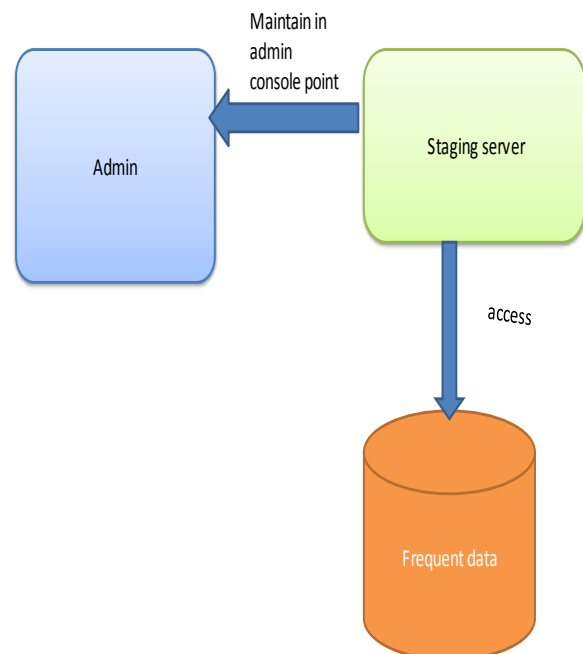 Maintain in
admin
console point
Admin
Staging server
access
Frequent data